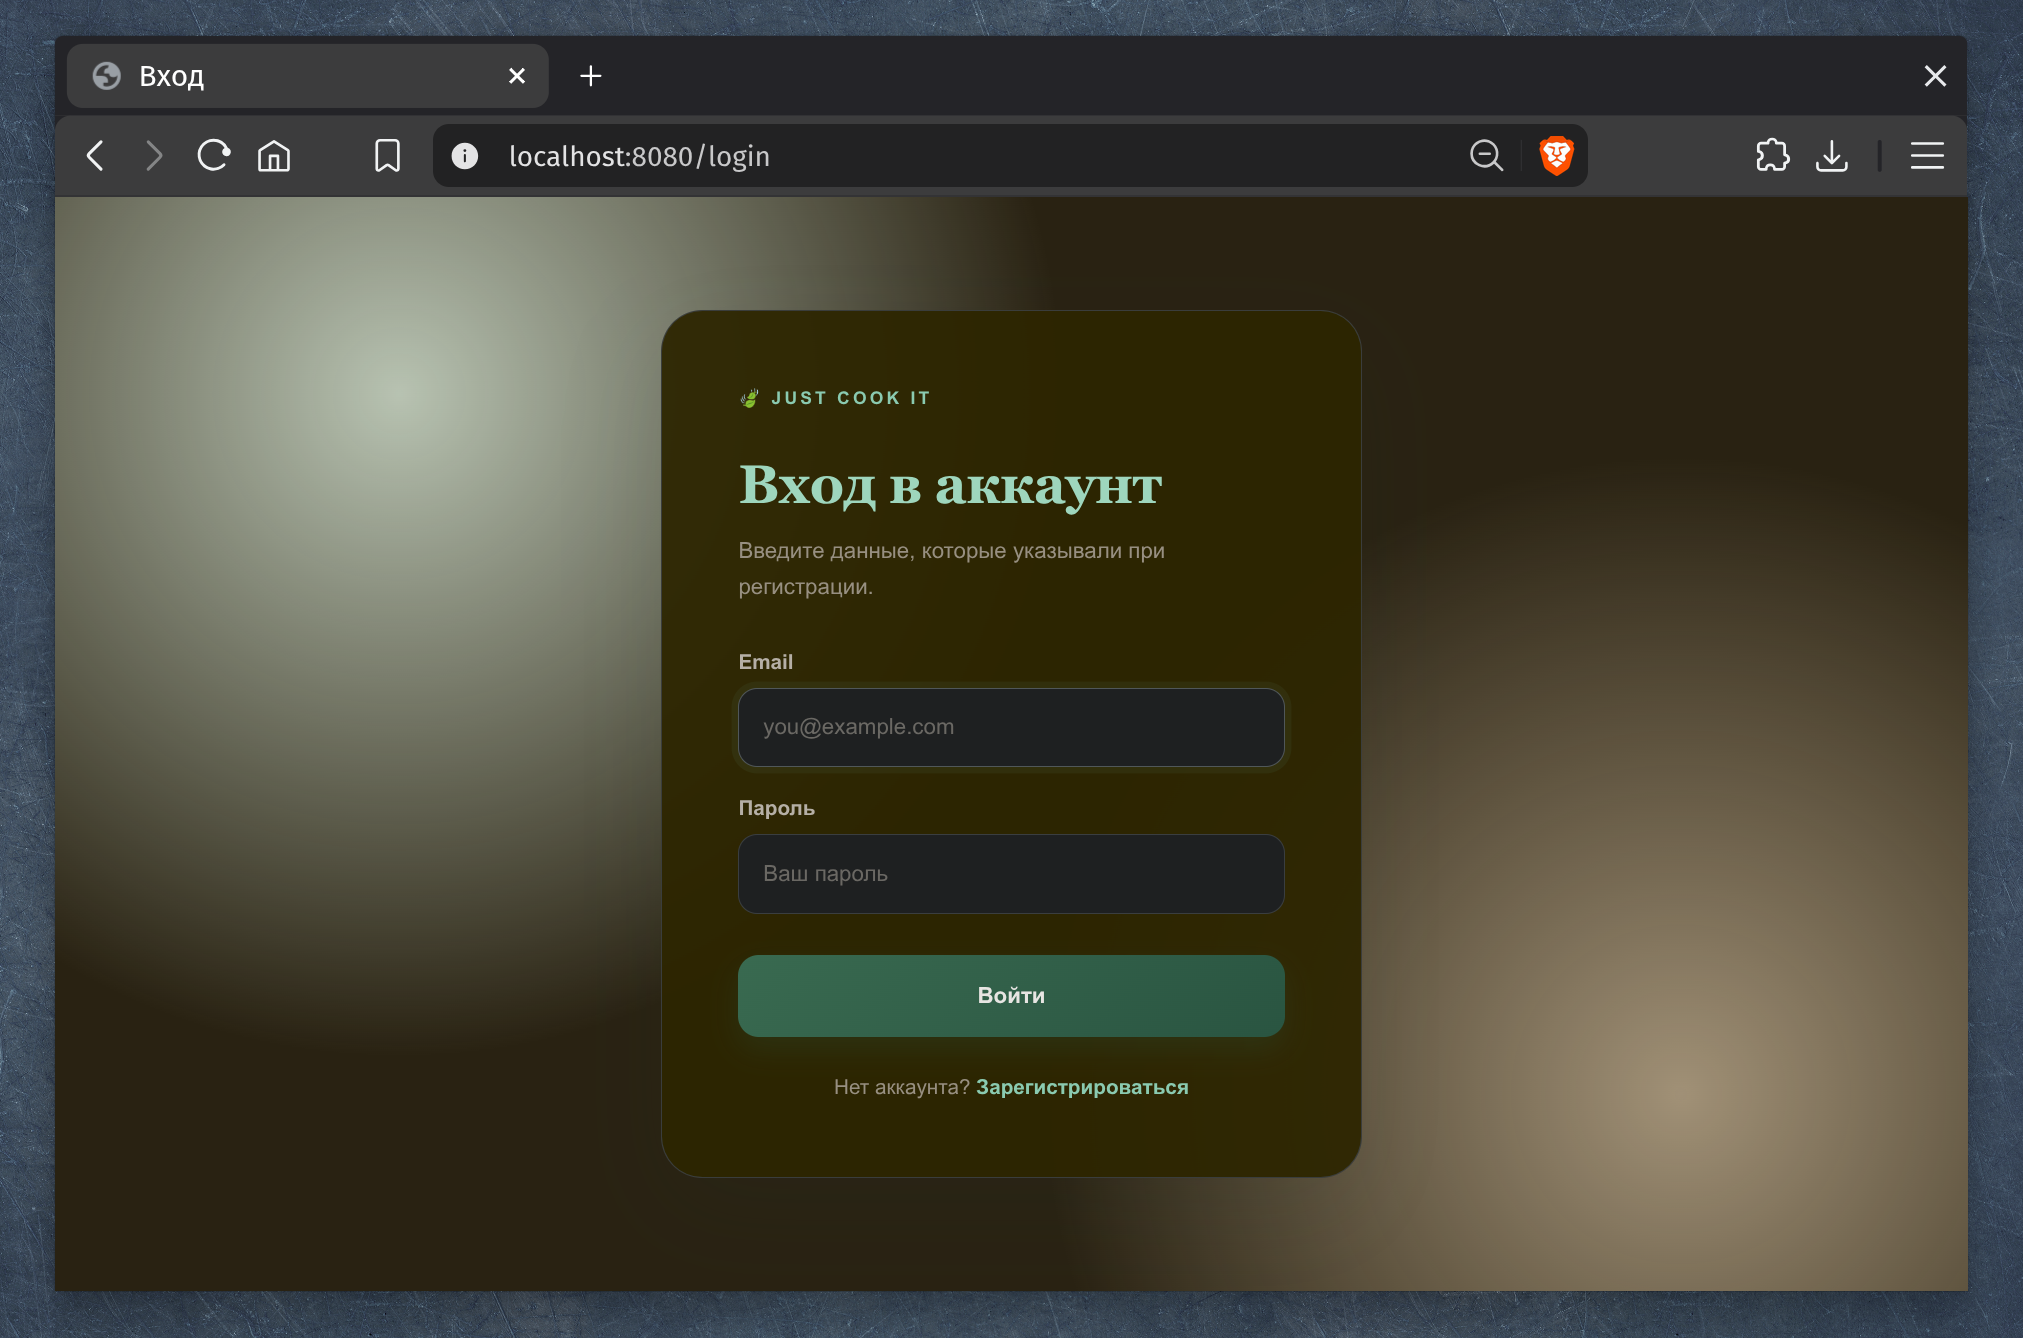 Вход
localhost:8080/login
JUST COOK IT
Вход в аккаунт
Введите данные, которые указывали при
регистрации.
Email
you@example.com
Пароль
Ваш пароль
Войти
Нет аккаунта? Зарегистрироваться